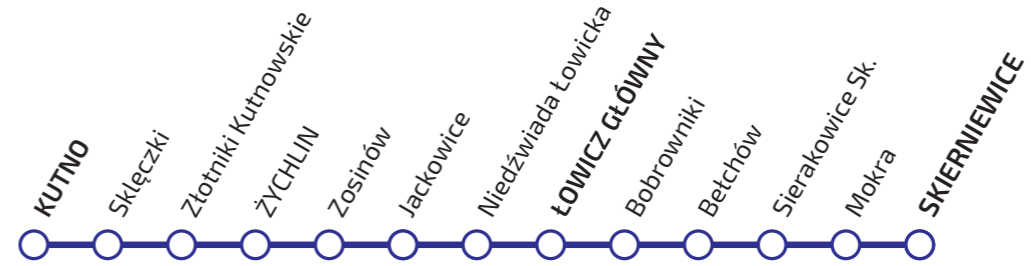 KUTNO
Sklęczki
Złotniki Kutnowskie
ŻYCHLIN
Zosinów
Jackowice
Niedźwiada Łowicka
ŁOWICZ GŁÓWNY
Bobrowniki
Bełchów
Sierakowice Sk.
Mokra
SKIERNIEWICE